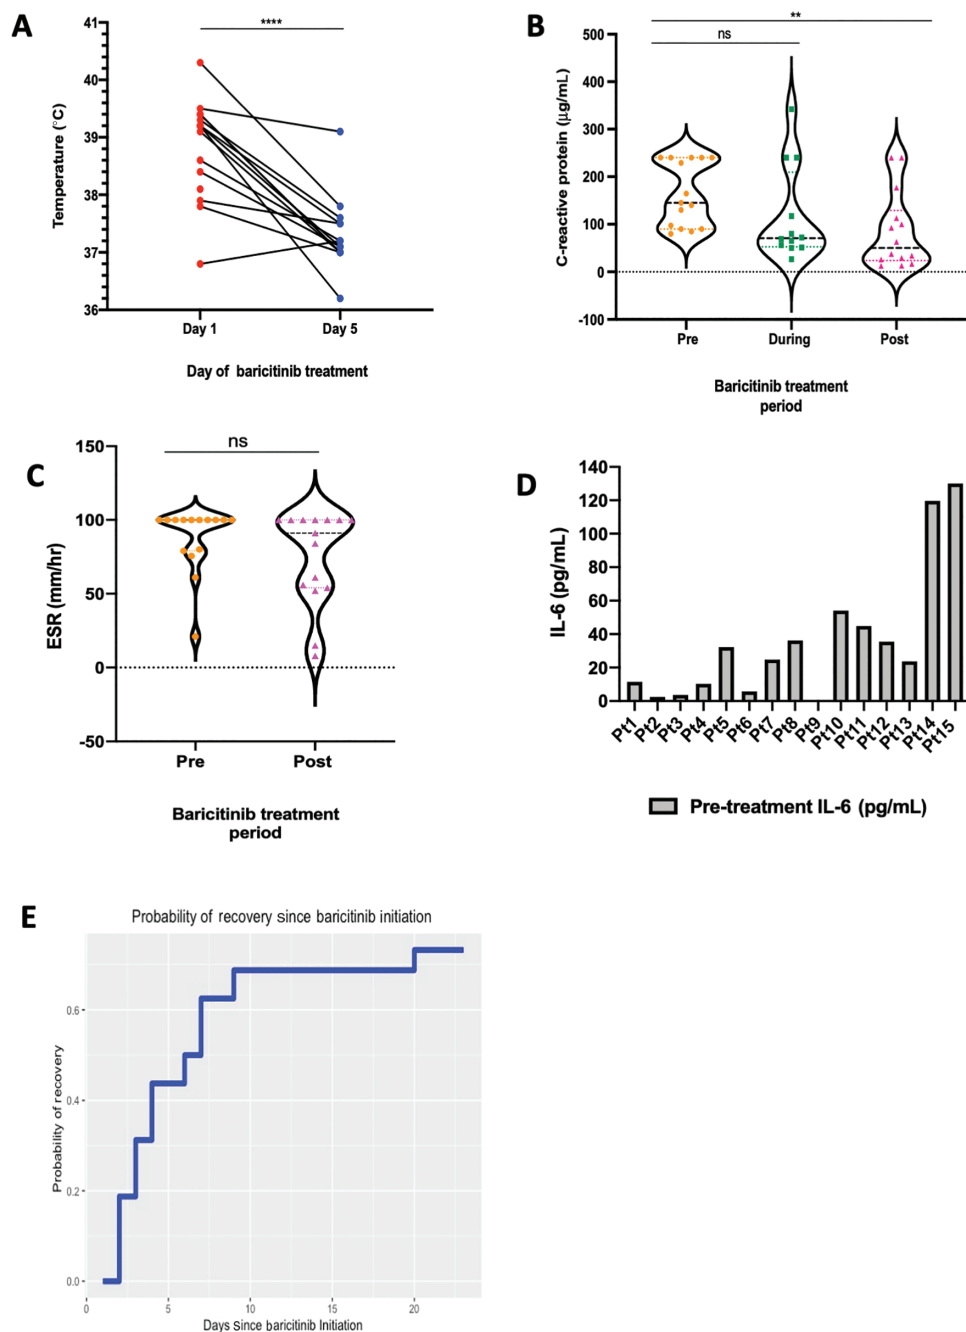 A
****
41
40
39
38
37
36
Temperature (°C)
Day 1
Day 5
Day of baricitinib treatment
B
**
ns
500
400
300
200
100
0
-100
C-reactive protein (μg/mL)
Pre
During
Post
Baricitinib treatment
period
C
ns
150
100
50
0
-50
ESR (mm/hr)
Pre
Post
Baricitinib treatment
period
D
140
120
100
80
60
40
20
0
IL-6 (pg/mL)
Pt1
Pt2
Pt3
Pt4
Pt5
Pt6
Pt7
Pt8
Pt9
Pt10
Pt11
Pt12
Pt13
Pt14
Pt15
Pre-treatment IL-6 (pg/mL)
E
Probability of recovery since baricitinib initiation
0.6
0.4
0.2
0.0
Probability of recovery
0
5
10
15
20
Days since baricitinib Initiation